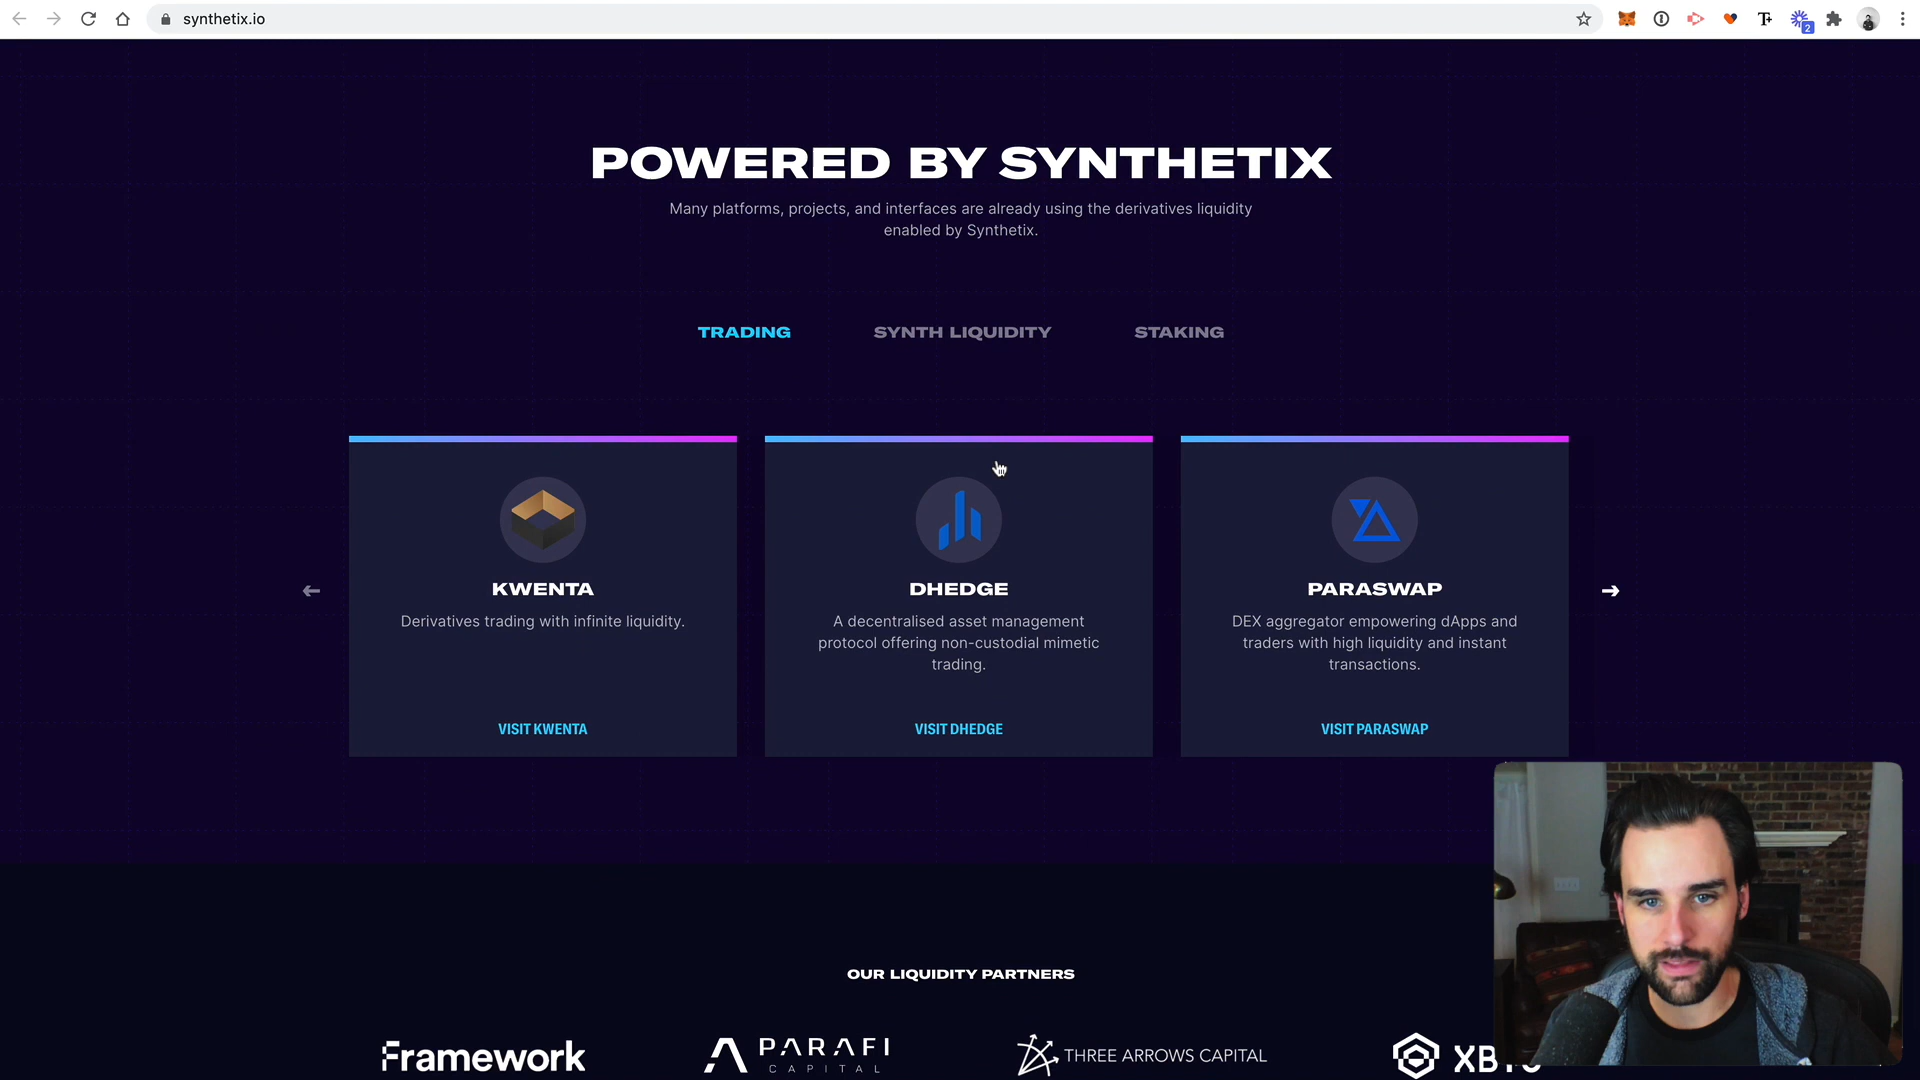 synthetix.io
2
POWERED BY SYNTHETIX
Many platforms, projects, and interfaces are already using the derivatives liquidity
enabled by Synthetix.
TRADING
SYNTH LIQUIDITY
STAKING
KWENTA
Derivatives trading with infinite liquidity.
VISIT KWENTA
DHEDGE
A decentralised asset management
protocol offering non-custodial mimetic
trading.
VISIT DHEDGE
PARASWAP
DEX aggregator empowering dApps and
traders with high liquidity and instant
transactions.
VISIT PARASWAP
OUR LIQUIDITY PARTNERS
Framework
PARAFI
CAPITAL
THREE ARROWS CAPITAL